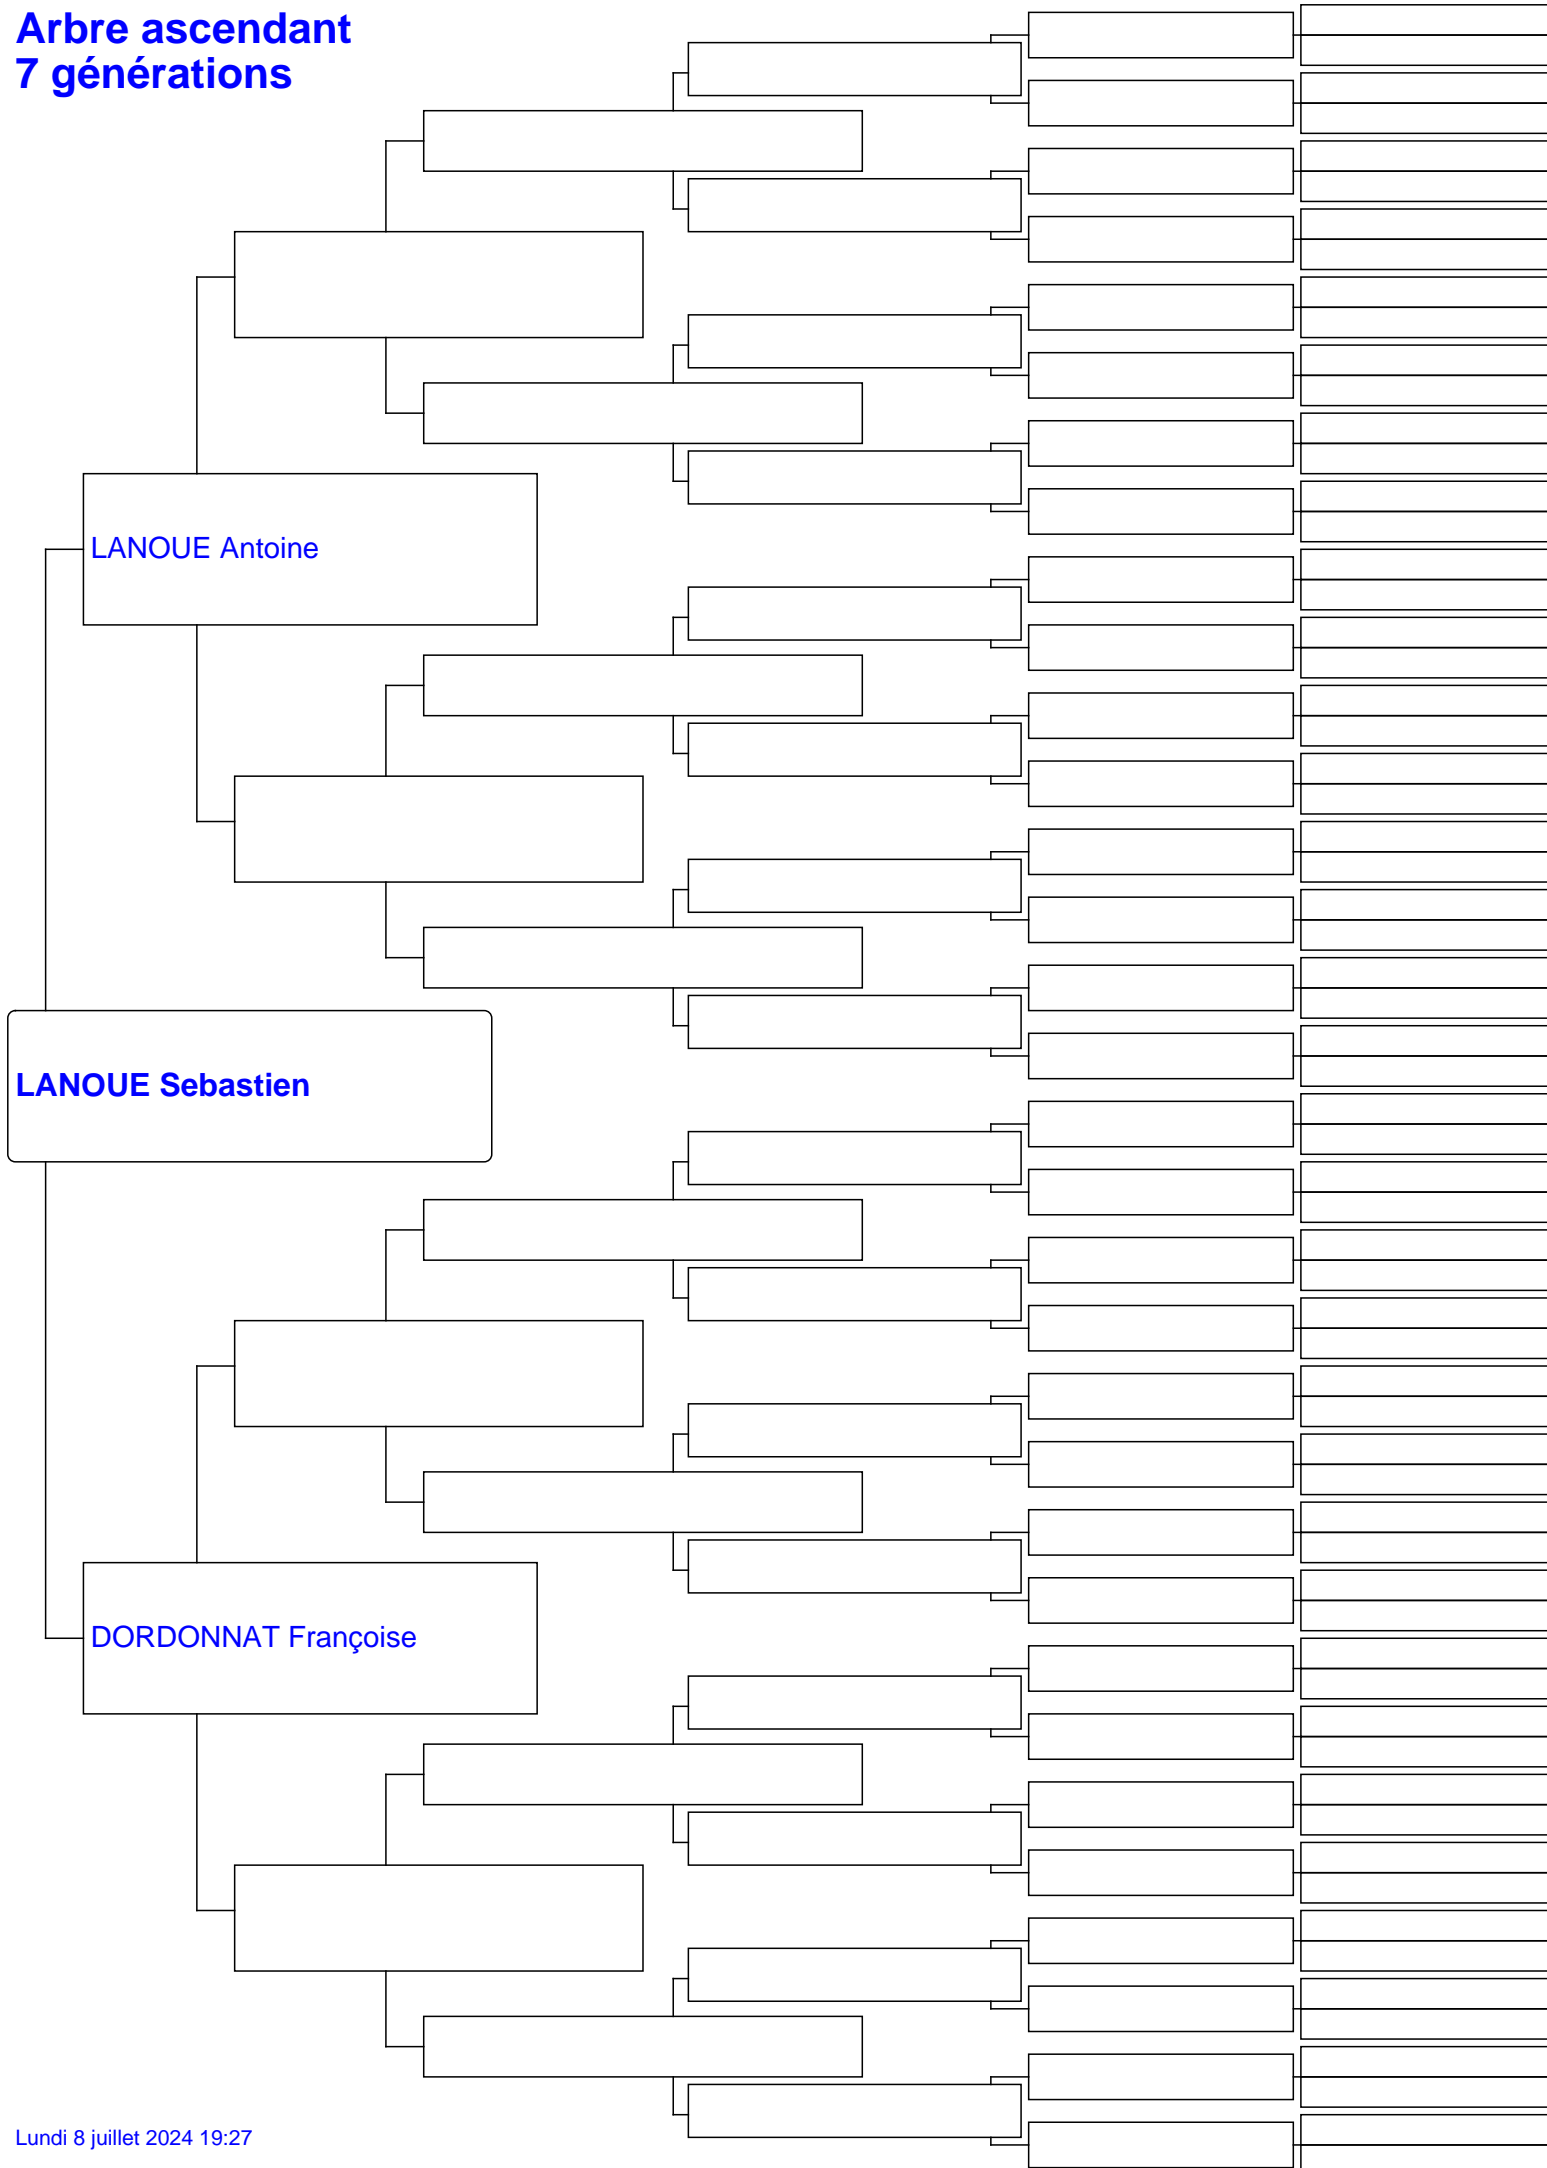 Arbre ascendant
7 générations
LANOUE Antoine
LANOUE Sebastien
DORDONNAT Françoise
Lundi 8 juillet 2024 19:27